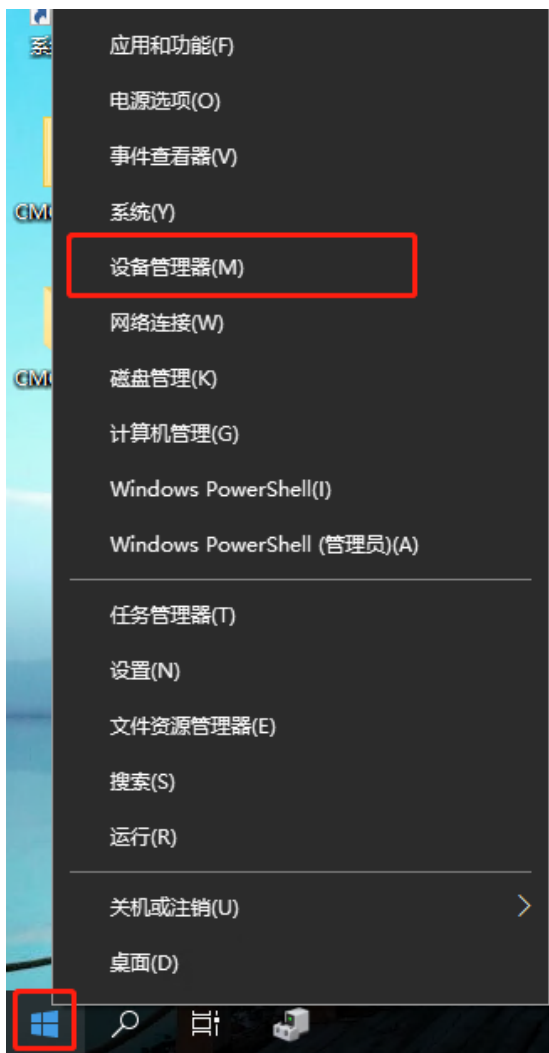 应用和功能(F)
电源选项(O)
事件查看器(V)
系统(Y)
设备管理器(M)
网络连接(W)
磁盘管理(K)
计算机管理(G)
Windows PowerShell(I)
Windows PowerShell (管理员)(A)
任务管理器(T)
设置(N)
文件资源管理器(E)
搜索(S)
运行(R)
关机或注销(U)
桌面(D)